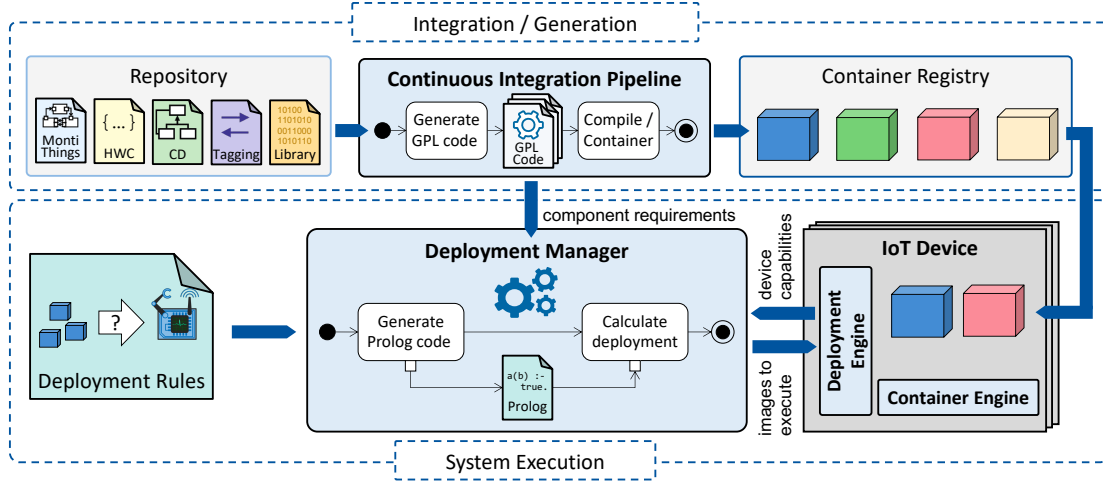 Integration / Generation
Repository
Monti
Things
{ ... }
HWC
CD
Tagging
10100
1101010
0011000
1010110
Library
Continuous Integration Pipeline
Generate
GPL code
GPL
Code
Compile /
Container
Container Registry
component requirements
Deployment Rules
?
Deployment Manager
Generate
Prolog code
a(b) :-
true.
Prolog
Calculate
deployment
device
capabilities
images to
execute
IoT Device
Deployment
Engine
Container Engine
System Execution